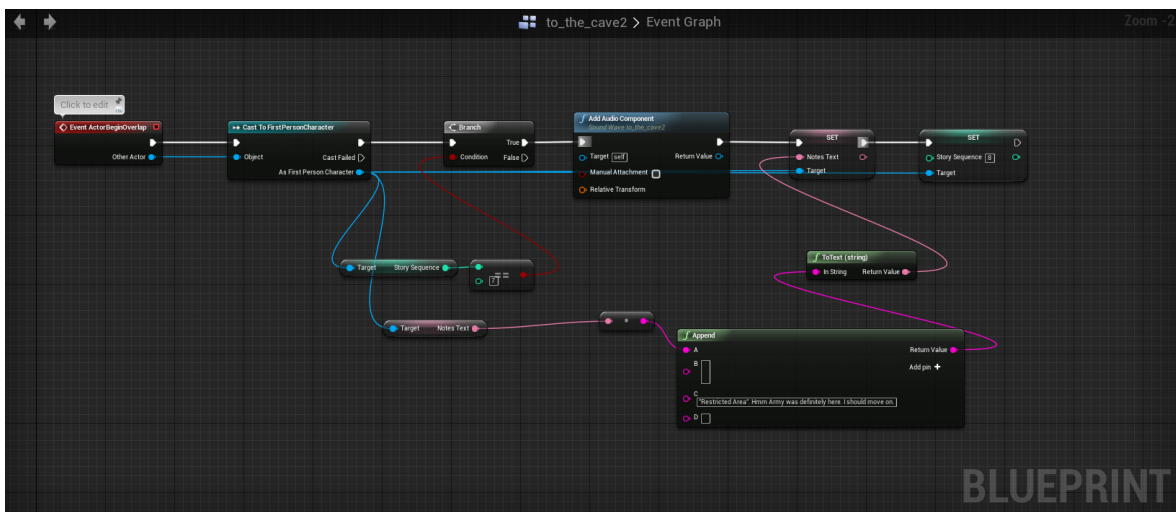 to_the_cave2 > Event Graph
Zoom -2
Click to edit
Event ActorBeginOverlap
Other Actor
Cast To FirstPersonCharacter
Object
Cast Failed
As First Person Character
Branch
True
Condition
False
Add Audio Component
Sound Wave to_the_cave2
Target self
Return Value
Manual Attachment
Relative Transform
SET
Notes Text
Target
SET
Story Sequence 8
Target
Target
Story Sequence
7
==
Target
Notes Text
ToText (string)
In String
Return Value
Append
A
Return Value
B
Add pin +
C
"Restricted Area". Hmm Army was definitely here. I should move on.
D
BLUEPRINT